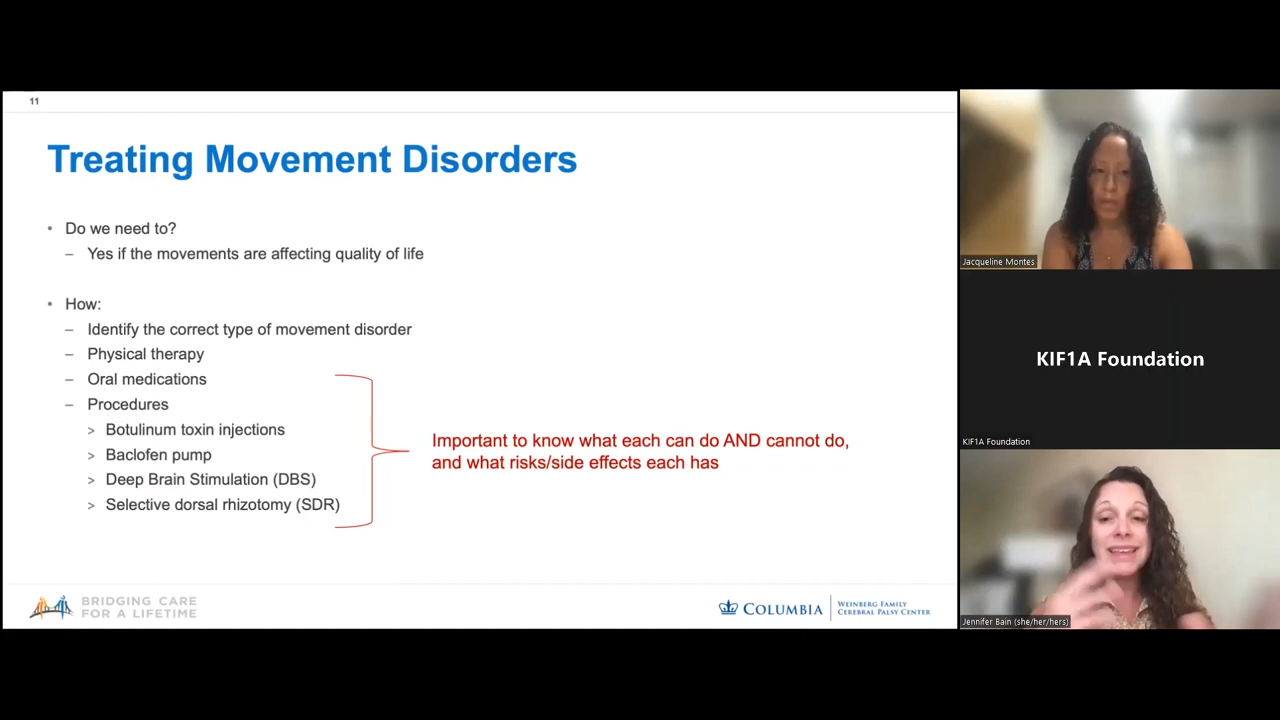 11
Treating Movement Disorders
• Do we need to?
– Yes if the movements are affecting quality of life
• How:
– Identify the correct type of movement disorder
– Physical therapy
– Oral medications
– Procedures
> Botulinum toxin injections
> Baclofen pump
> Deep Brain Stimulation (DBS)
> Selective dorsal rhizotomy (SDR)
Important to know what each can do AND cannot do,
and what risks/side effects each has
BRIDGING CARE
FOR A LIFETIME
COLUMBIA
WEINBERG FAMILY
CEREBRAL PALSY CENTER
Jacqueline Montes
KIF1A Foundation
KIF1A Foundation
Jennifer Bain (she/her/hers)